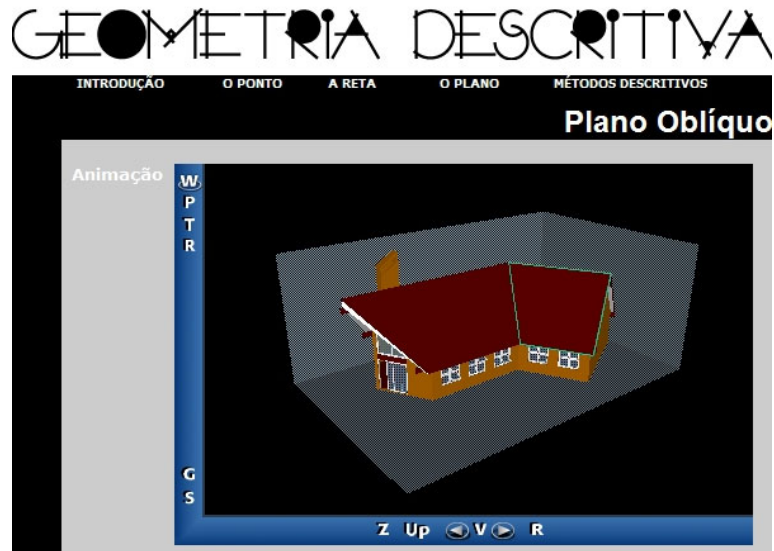 GEOMETRIA DESCRITIVA
INTRODUÇÃO O PONTO A RETA O PLANO MÉTODOS DESCRITIVOS
Plano Oblíquo
Animação
W
P
T
R
G
S
Z Up V R